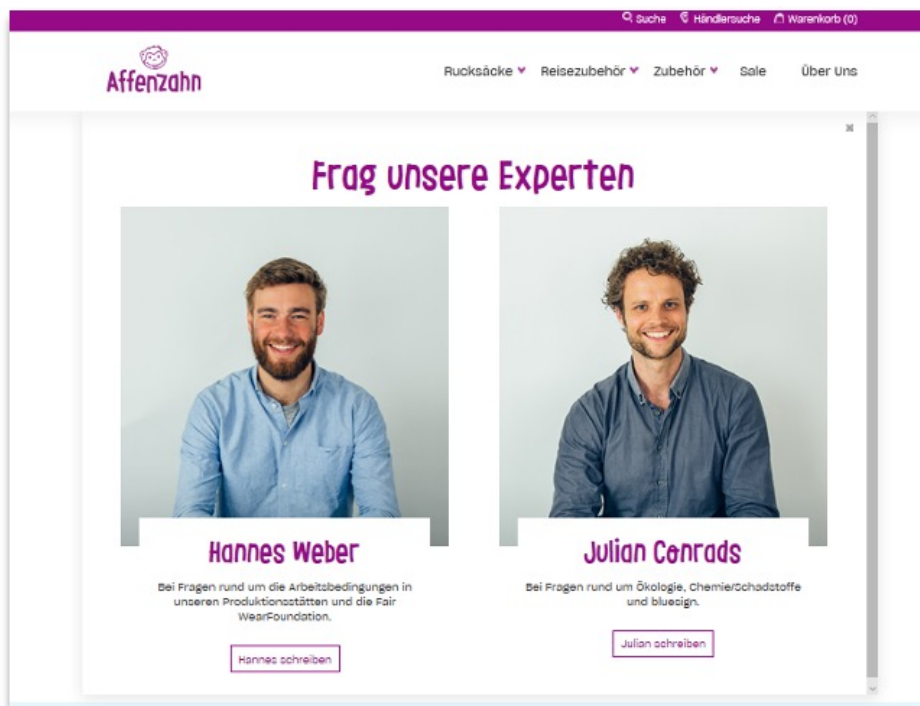 Suche Händlersuche Warenkorb (0)
Affenzahn
Rucksäcke Reisezubehör Zubehör Sale Über Uns
Frag unsere Experten
Hannes Weber
Bei Fragen rund um die Arbeitsbedingungen in
unseren Produktionsstätten und die Fair
WearFoundation.
Hannes schreiben
Julian Conrads
Bei Fragen rund um Ökologie, Chemie/Schadstoffe
und bluesign.
Julian schreiben